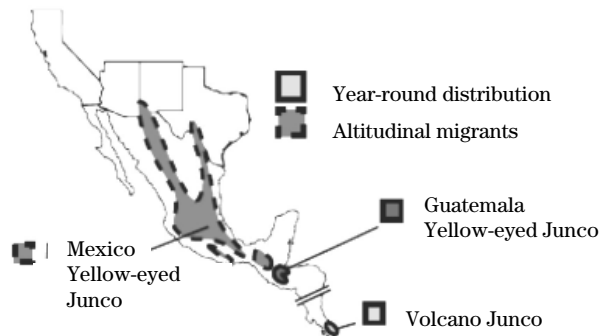 Year-round distribution
Altitudinal migrants
Guatemala
Yellow-eyed Junco
Mexico
Yellow-eyed
Junco
Volcano Junco